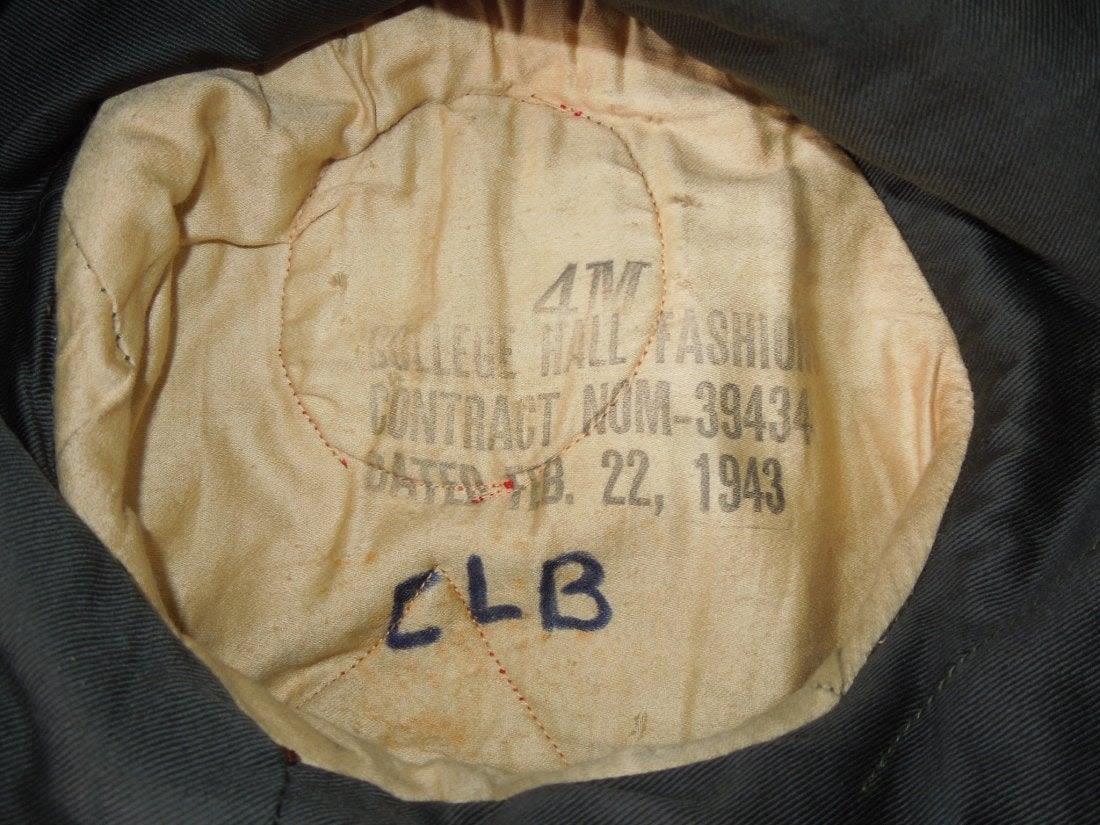 4M
COLLEGE HALL FASHION
CONTRACT NOM-39434
DATED FEB. 22, 1943
CLB